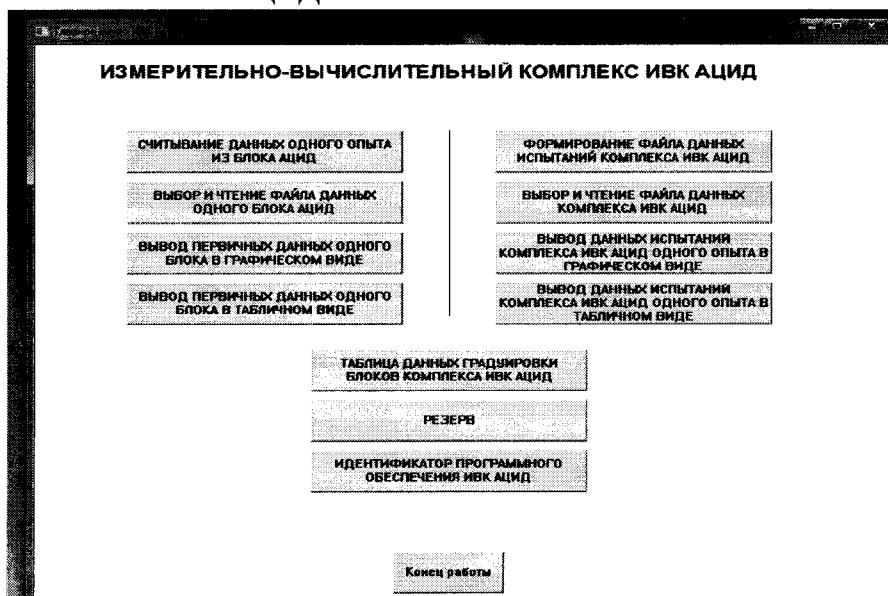 ИЗМЕРИТЕЛЬНО-ВЫЧИСЛИТЕЛЬНЫЙ КОМПЛЕКС ИВК АЦИД
СЧИТЫВАНИЕ ДАННЫХ ОДНОГО ОПЫТА
ИЗ БЛОКА АЦИД
ВЫБОР И ЧТЕНИЕ ФАЙЛА ДАННЫХ
ОДНОГО БЛОКА АЦИД
ВЫВОД ПЕРВИЧНЫХ ДАННЫХ ОДНОГО
БЛОКА В ГРАФИЧЕСКОМ ВИДЕ
ВЫВОД ПЕРВИЧНЫХ ДАННЫХ ОДНОГО
БЛОКА В ТАБЛИЧНОМ ВИДЕ
ФОРМИРОВАНИЕ ФАЙЛА ДАННЫХ
ИСПЫТАНИЙ КОМПЛЕКСА ИВК АЦИД
ВЫБОР И ЧТЕНИЕ ФАЙЛА ДАННЫХ
КОМПЛЕКСА ИВК АЦИД
ВЫВОД ДАННЫХ ИСПЫТАНИЙ
КОМПЛЕКСА ИВК АЦИД ОДНОГО ОПЫТА В
ГРАФИЧЕСКОМ ВИДЕ
ВЫВОД ДАННЫХ ИСПЫТАНИЙ
КОМПЛЕКСА ИВК АЦИД ОДНОГО ОПЫТА В
ТАБЛИЧНОМ ВИДЕ
ТАБЛИЦА ДАННЫХ ГРАДУИРОВКИ
БЛОКОВ КОМПЛЕКСА ИВК АЦИД
РЕЗЕРВ
ИДЕНТИФИКАТОР ПРОГРАММНОГО
ОБЕСПЕЧЕНИЯ ИВК АЦИД
Конец работы